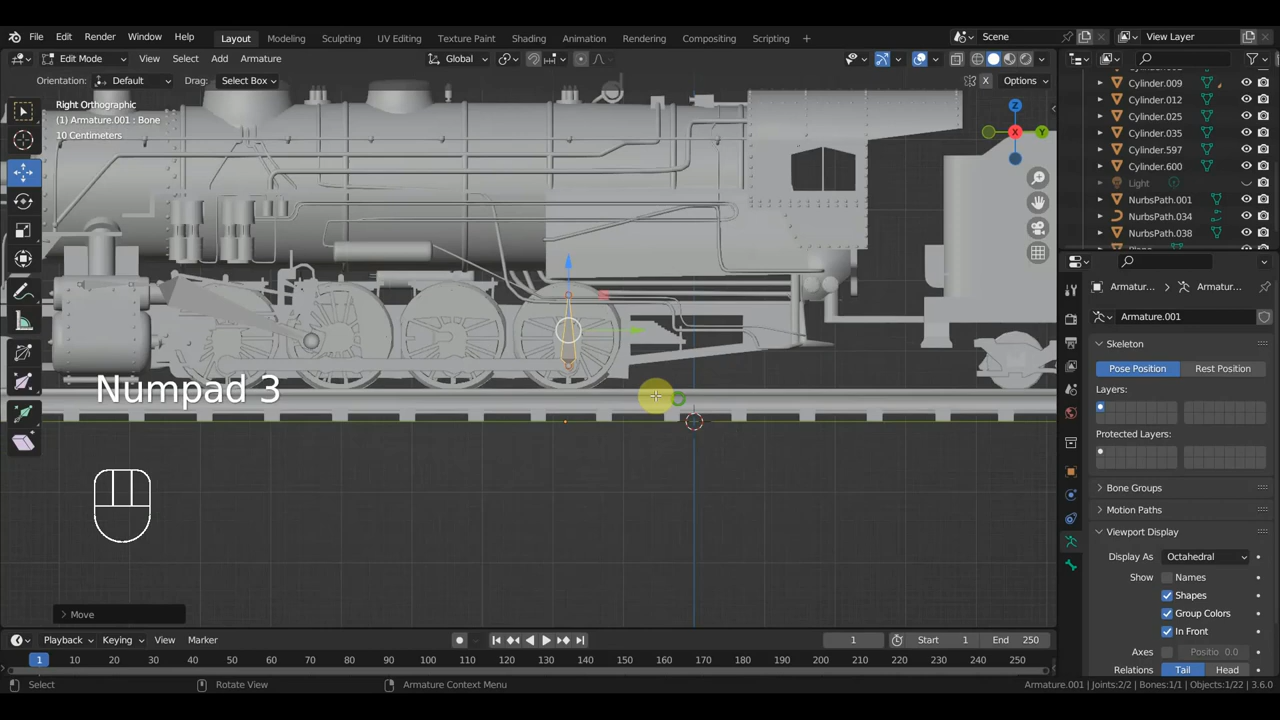 File Edit Render Window Help Layout Modeling Sculpting UV Editing Texture Paint Shading Animation Rendering Compositing Scripting + Scene View Layer
Edit Mode View Select Add Armature Global
Orientation: Default Drag: Select Box X Options
Right Orthographic
(1) Armature.001 : Bone
10 Centimeters
Z
X
Y
Numpad 3
Move
Cylinder.009
Cylinder.012
Cylinder.025
Cylinder.035
Cylinder.597
Cylinder.600
Light
NurbsPath.001
NurbsPath.034
NurbsPath.038
Armatur... Armatur...
Armature.001
Skeleton
Pose Position Rest Position
Layers:
Protected Layers:
Bone Groups
Motion Paths
Viewport Display
Display As Octahedral
Show Names
Shapes
Group Colors
In Front
Axes Positio 0.0
Relations Tail Head
Playback Keying View Marker 1 Start 1 End 250
1 10 20 30 40 50 60 70 80 90 100 110 120 130 140 150 160 170 180 190 200 210 220 230 240 250
Select Rotate View Armature Context Menu Armature.001 | Joints:2/2 | Bones:1/1 | Objects:1/22 | 3.6.0